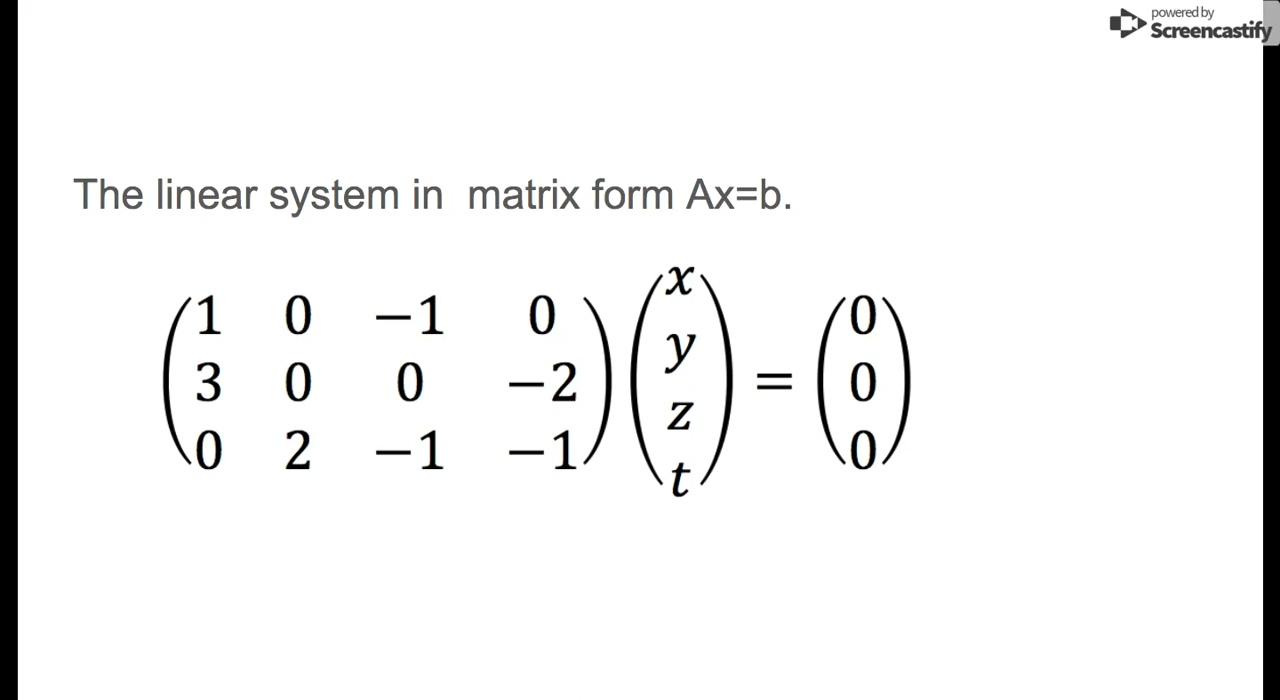 powered by
Screencastify
The linear system in matrix form Ax=b.
1 0 −1 0 x 0
3 0 0 −2 y = 0
0 2 −1 −1 z 0
t